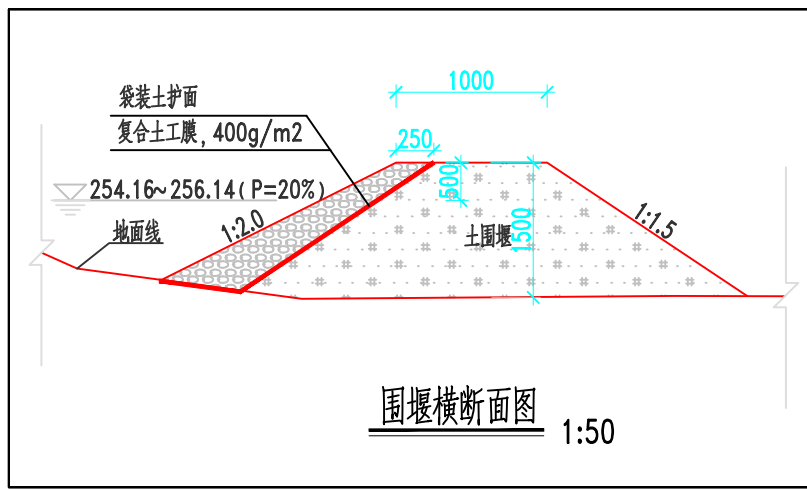 1000
袋装土护面
复合土工膜, 400g/m2
250
254.16~256.14(P=20%)
500
地面线
1:2.0
土围堰
1500
1:1.5
围堰横断面图 1:50